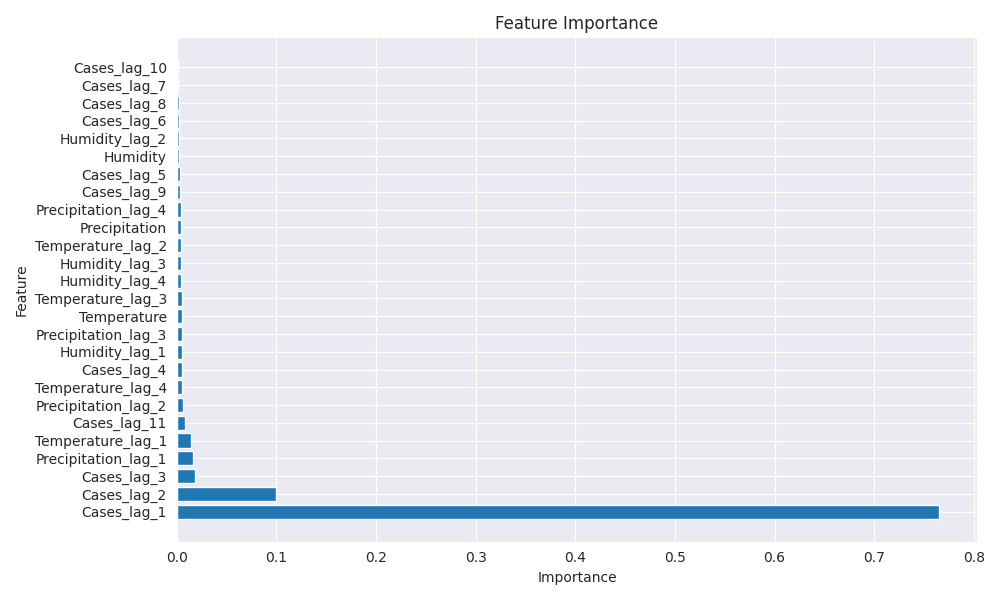 Feature Importance
Feature
Cases_lag_10
Cases_lag_7
Cases_lag_8
Cases_lag_6
Humidity_lag_2
Humidity
Cases_lag_5
Cases_lag_9
Precipitation_lag_4
Precipitation
Temperature_lag_2
Humidity_lag_3
Humidity_lag_4
Temperature_lag_3
Temperature
Precipitation_lag_3
Humidity_lag_1
Cases_lag_4
Temperature_lag_4
Precipitation_lag_2
Cases_lag_11
Temperature_lag_1
Precipitation_lag_1
Cases_lag_3
Cases_lag_2
Cases_lag_1
0.0 0.1 0.2 0.3 0.4 0.5 0.6 0.7 0.8
Importance